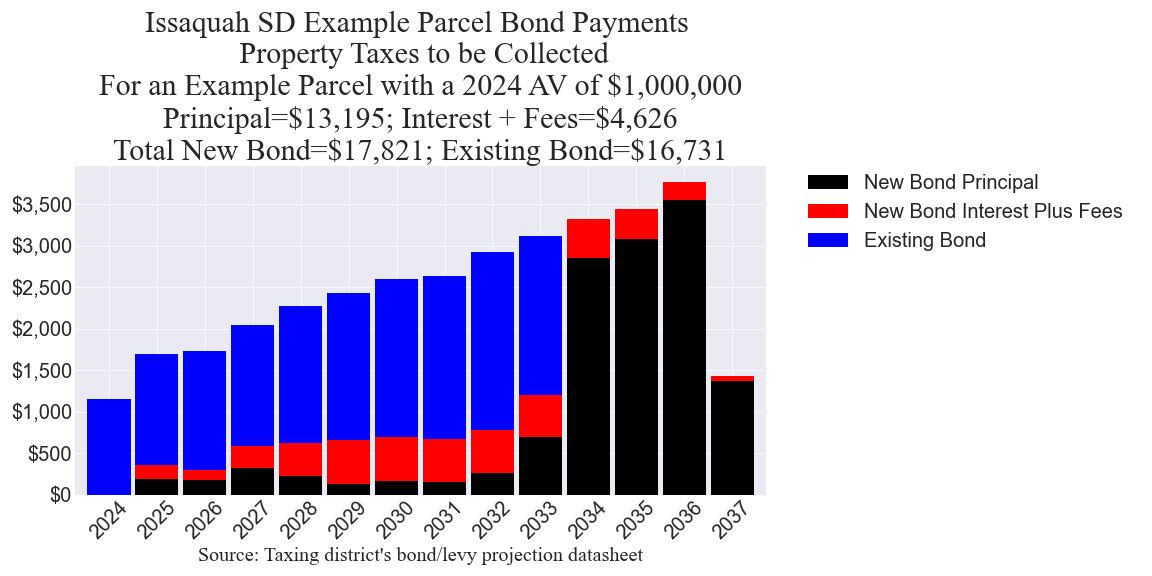 Issaquah SD Example Parcel Bond Payments
Property Taxes to be Collected
For an Example Parcel with a 2024 AV of $1,000,000
Principal=$13,195; Interest + Fees=$4,626
Total New Bond=$17,821; Existing Bond=$16,731
New Bond Principal
New Bond Interest Plus Fees
Existing Bond
$3,500
$3,000
$2,500
$2,000
$1,500
$1,000
$500
$0
2024 2025 2026 2027 2028 2029 2030 2031 2032 2033 2034 2035 2036 2037
Source: Taxing district's bond/levy projection datasheet